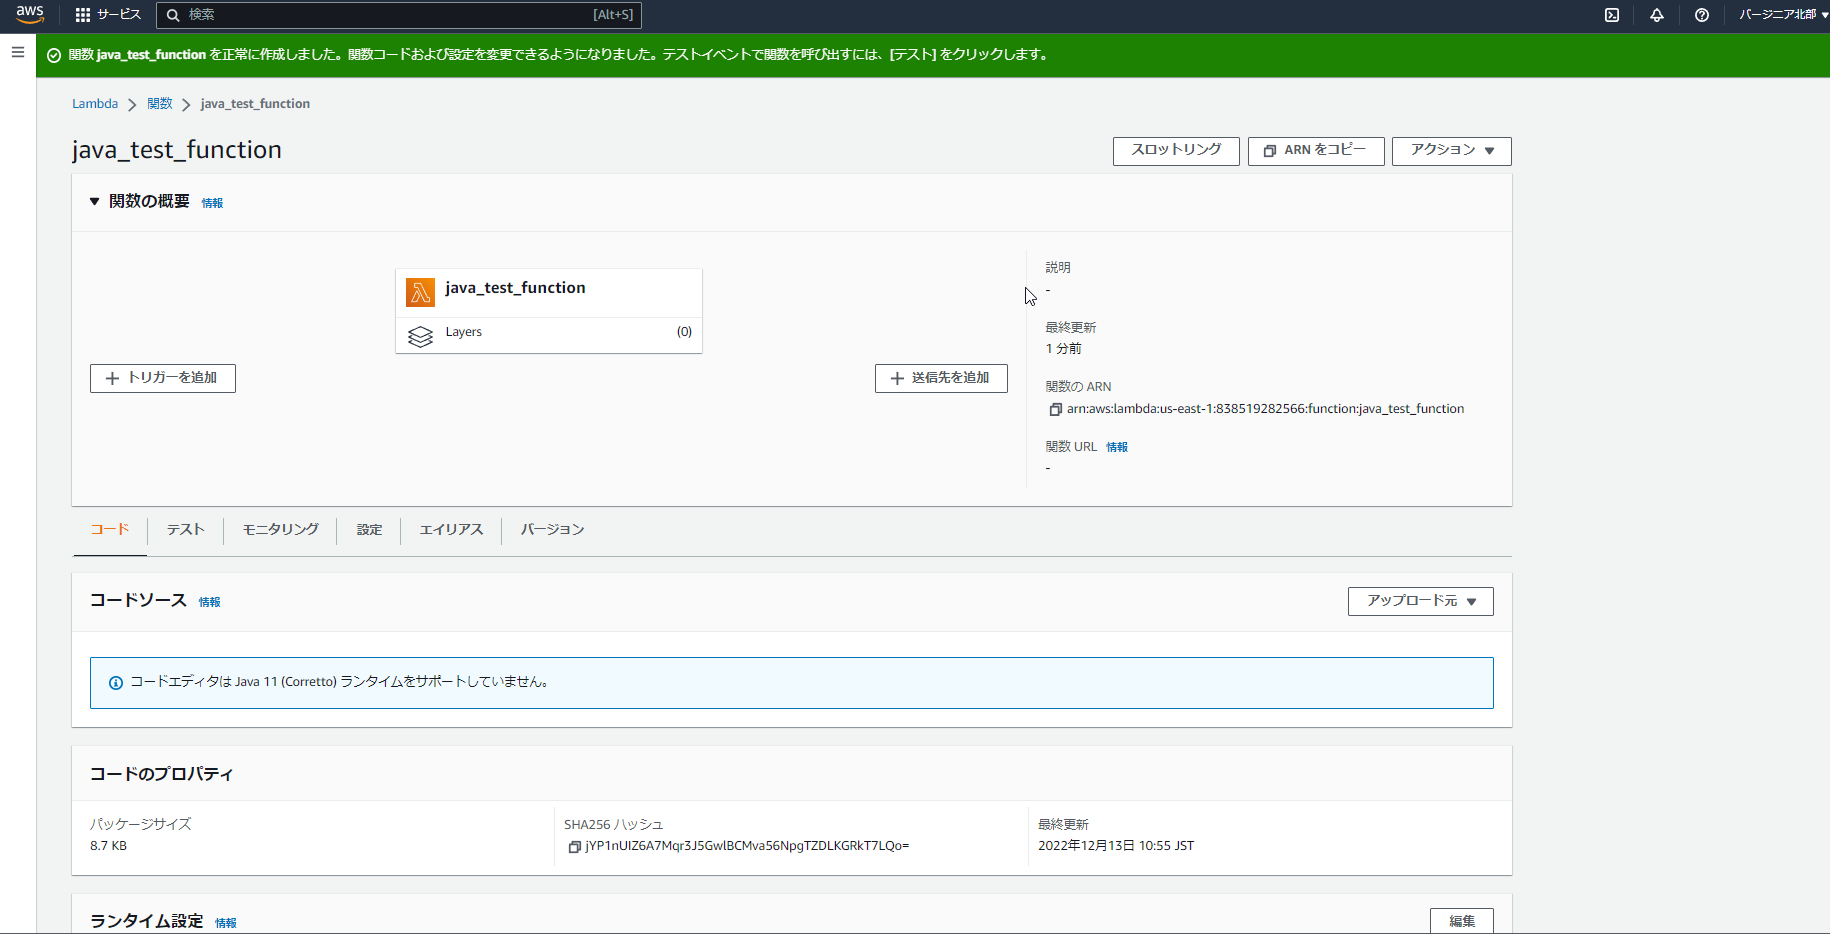 aws サービス 検索 [Alt+S] バージニア北部
関数 java_test_function を正常に作成しました。関数コードおよび設定を変更できるようになりました。テストイベントで関数を呼び出すには、[テスト] をクリックします。
Lambda 関数 java_test_function
java_test_function
スロットリング ARN をコピー アクション
関数の概要 情報
java_test_function
Layers (0)
トリガーを追加
送信先を追加
説明
-
最終更新
1 分前
関数の ARN
arn:aws:lambda:us-east-1:838519282566:function:java_test_function
関数 URL 情報
-
コード テスト モニタリング 設定 エイリアス バージョン
コードソース 情報
アップロード元
コードエディタは Java 11 (Corretto) ランタイムをサポートしていません。
コードのプロパティ
パッケージサイズ
8.7 KB
SHA256 ハッシュ
jYP1nUIZ6A7Mqr3J5GwlBCMva56NpgTZDLKGRkT7LQo=
最終更新
2022年12月13日 10:55 JST
ランタイム設定 情報
編集